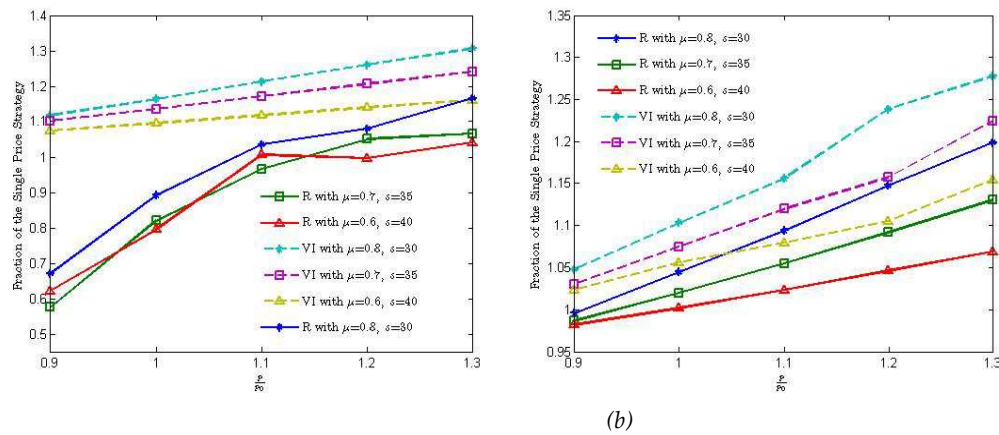 1.4
1.3
1.2
1.1
1
0.9
0.8
0.7
0.6
0.5
Fraction of the Single Price Strategy
R with μ=0.7, s=35
R with μ=0.6, s=40
VI with μ=0.8, s=30
VI with μ=0.7, s=35
VI with μ=0.6, s=40
R with μ=0.8, s=30
0.9 1 1.1 1.2 1.3
1.35
1.3
1.25
1.2
1.15
1.1
1.05
1
0.95
Fraction of the Single Price Strategy
R with μ=0.8, s=30
R with μ=0.7, s=35
R with μ=0.6, s=40
VI with μ=0.8, s=30
VI with μ=0.7, s=35
VI with μ=0.6, s=40
0.9 1 1.1 1.2 1.3
(b)